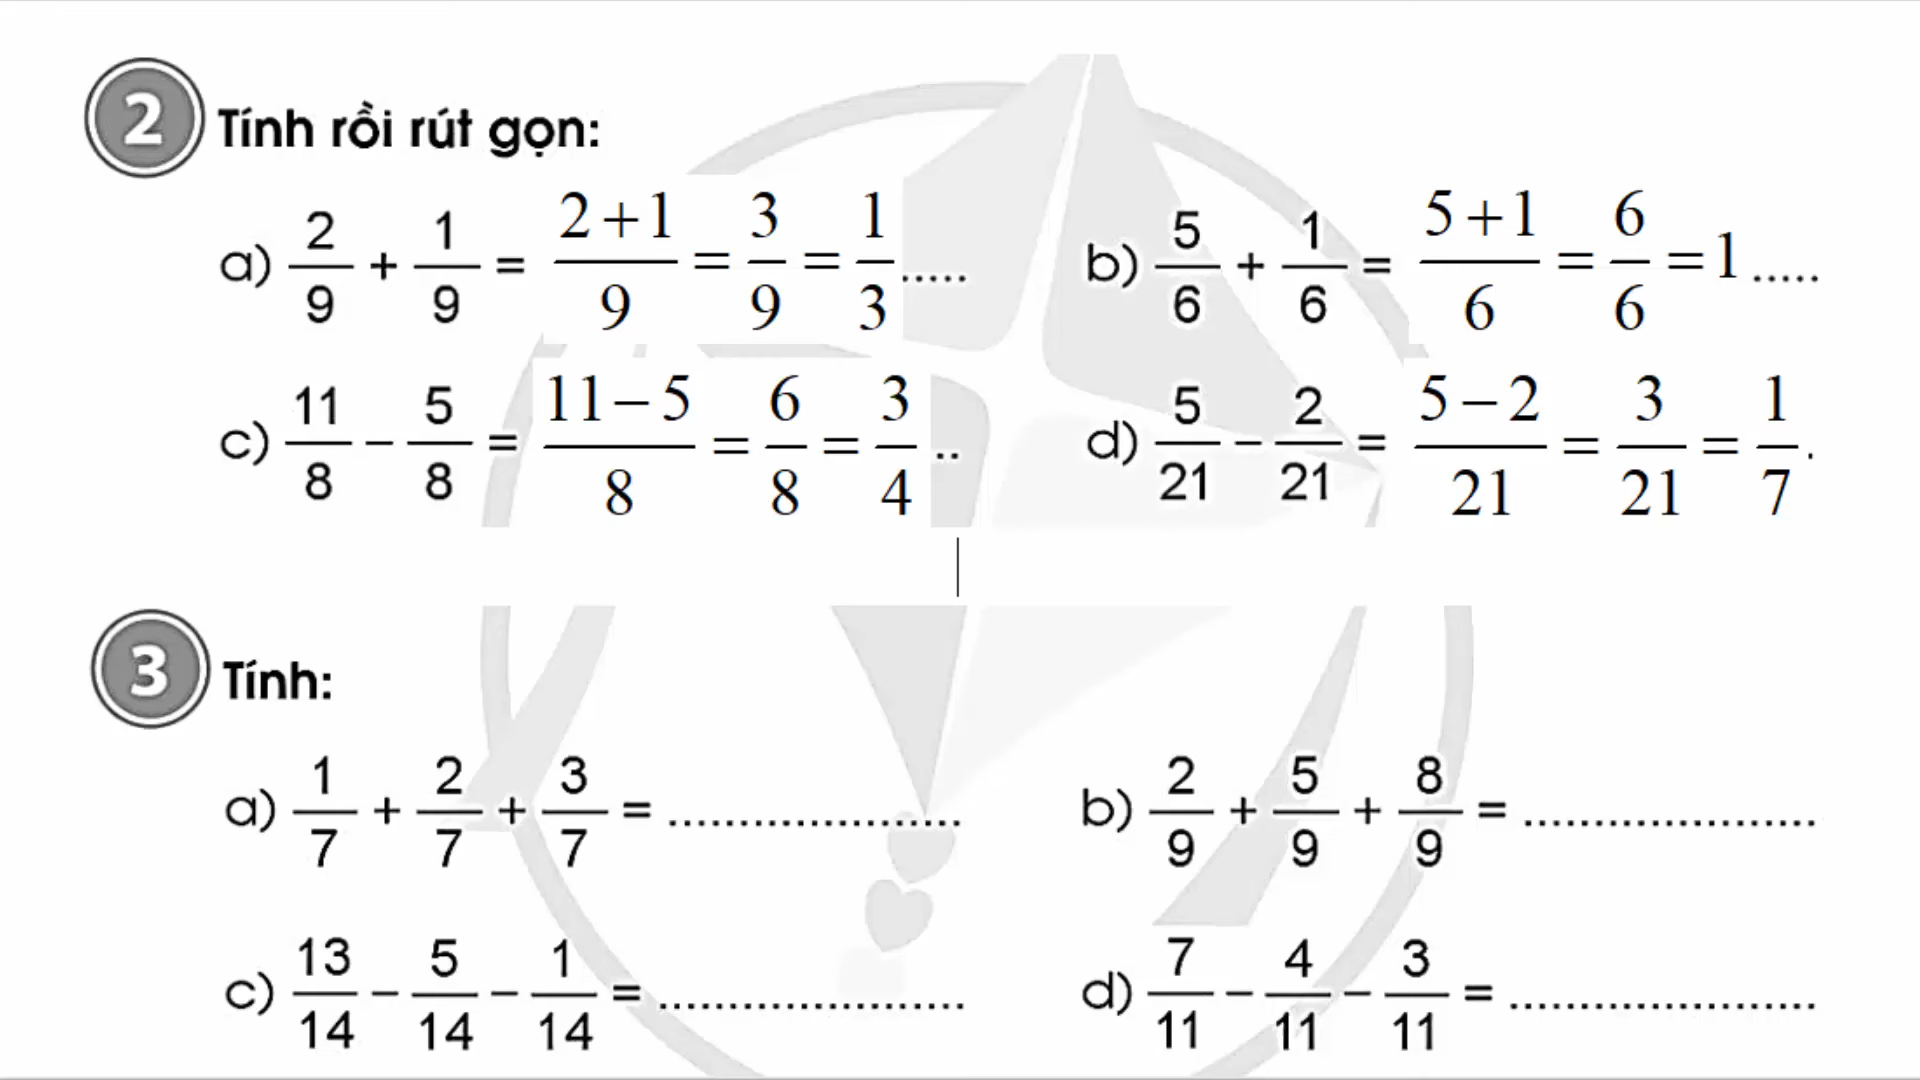 2 Tính rồi rút gọn:
a) 2/9 + 1/9 = (2+1)/9 = 3/9 = 1/3 ..... b) 5/6 + 1/6 = (5+1)/6 = 6/6 = 1 .....
c) 11/8 − 5/8 = (11−5)/8 = 6/8 = 3/4 .. d) 5/21 − 2/21 = (5−2)/21 = 3/21 = 1/7 .
3 Tính:
a) 1/7 + 2/7 + 3/7 = ..................... b) 2/9 + 5/9 + 8/9 = .....................
c) 13/14 − 5/14 − 1/14 = ...................... d) 7/11 − 4/11 − 3/11 = ......................